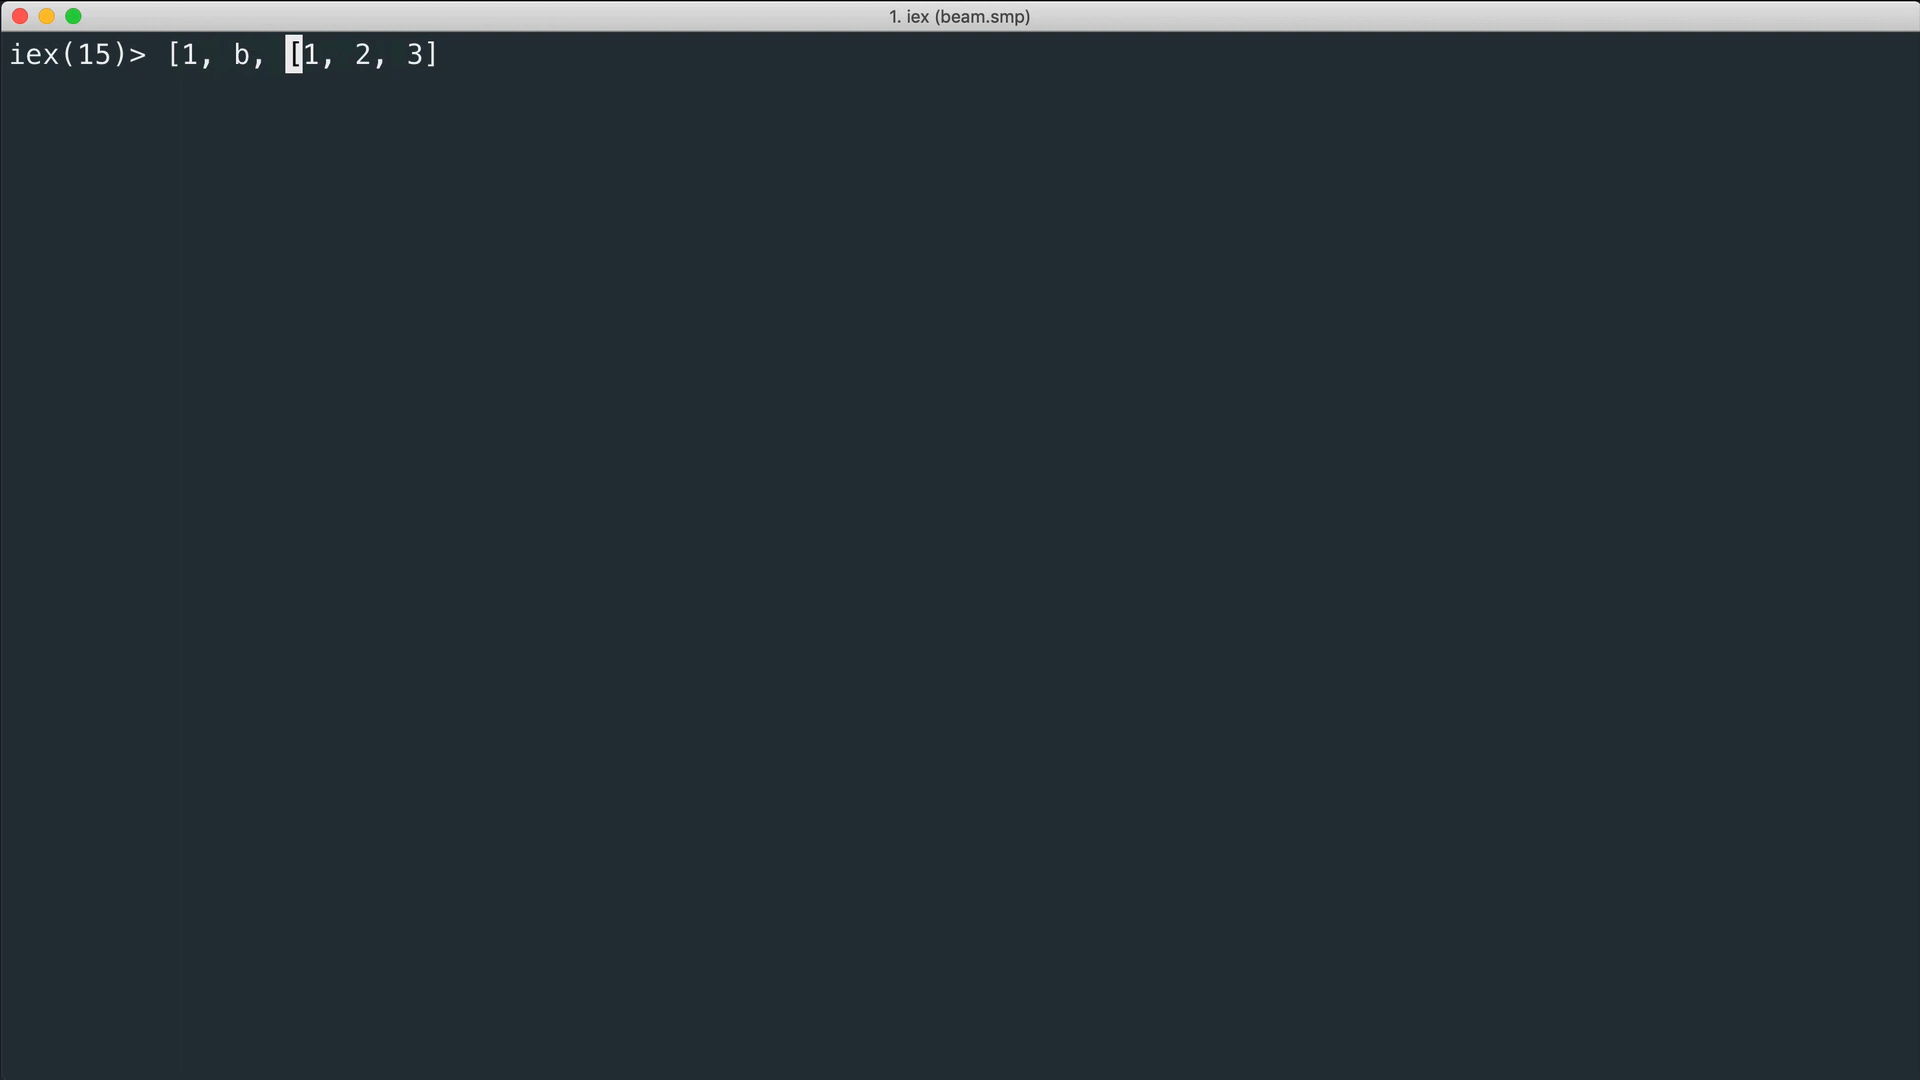 1. iex (beam.smp)
iex(15)> [1, b, [1, 2, 3]